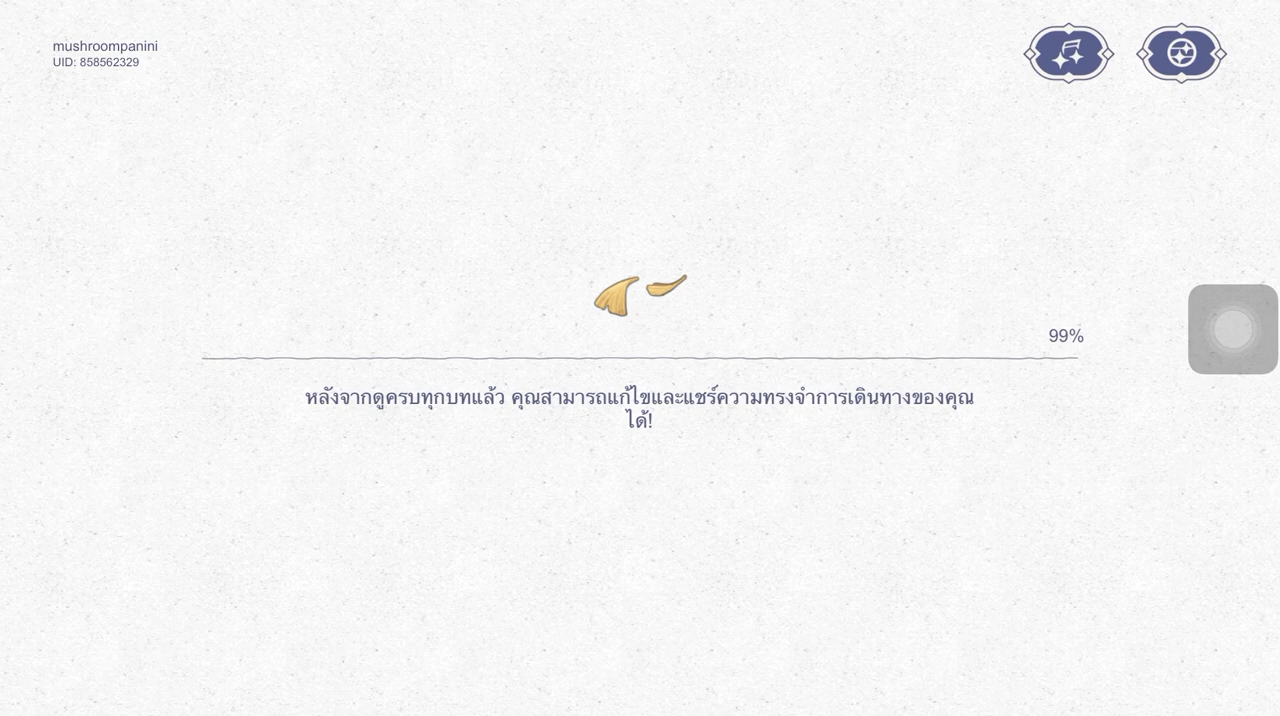 mushroompanini
UID: 858562329
99%
หลังจากดูครบทุกบทแล้ว คุณสามารถแก้ไขและแชร์ความทรงจำการเดินทางของคุณ
ได้!